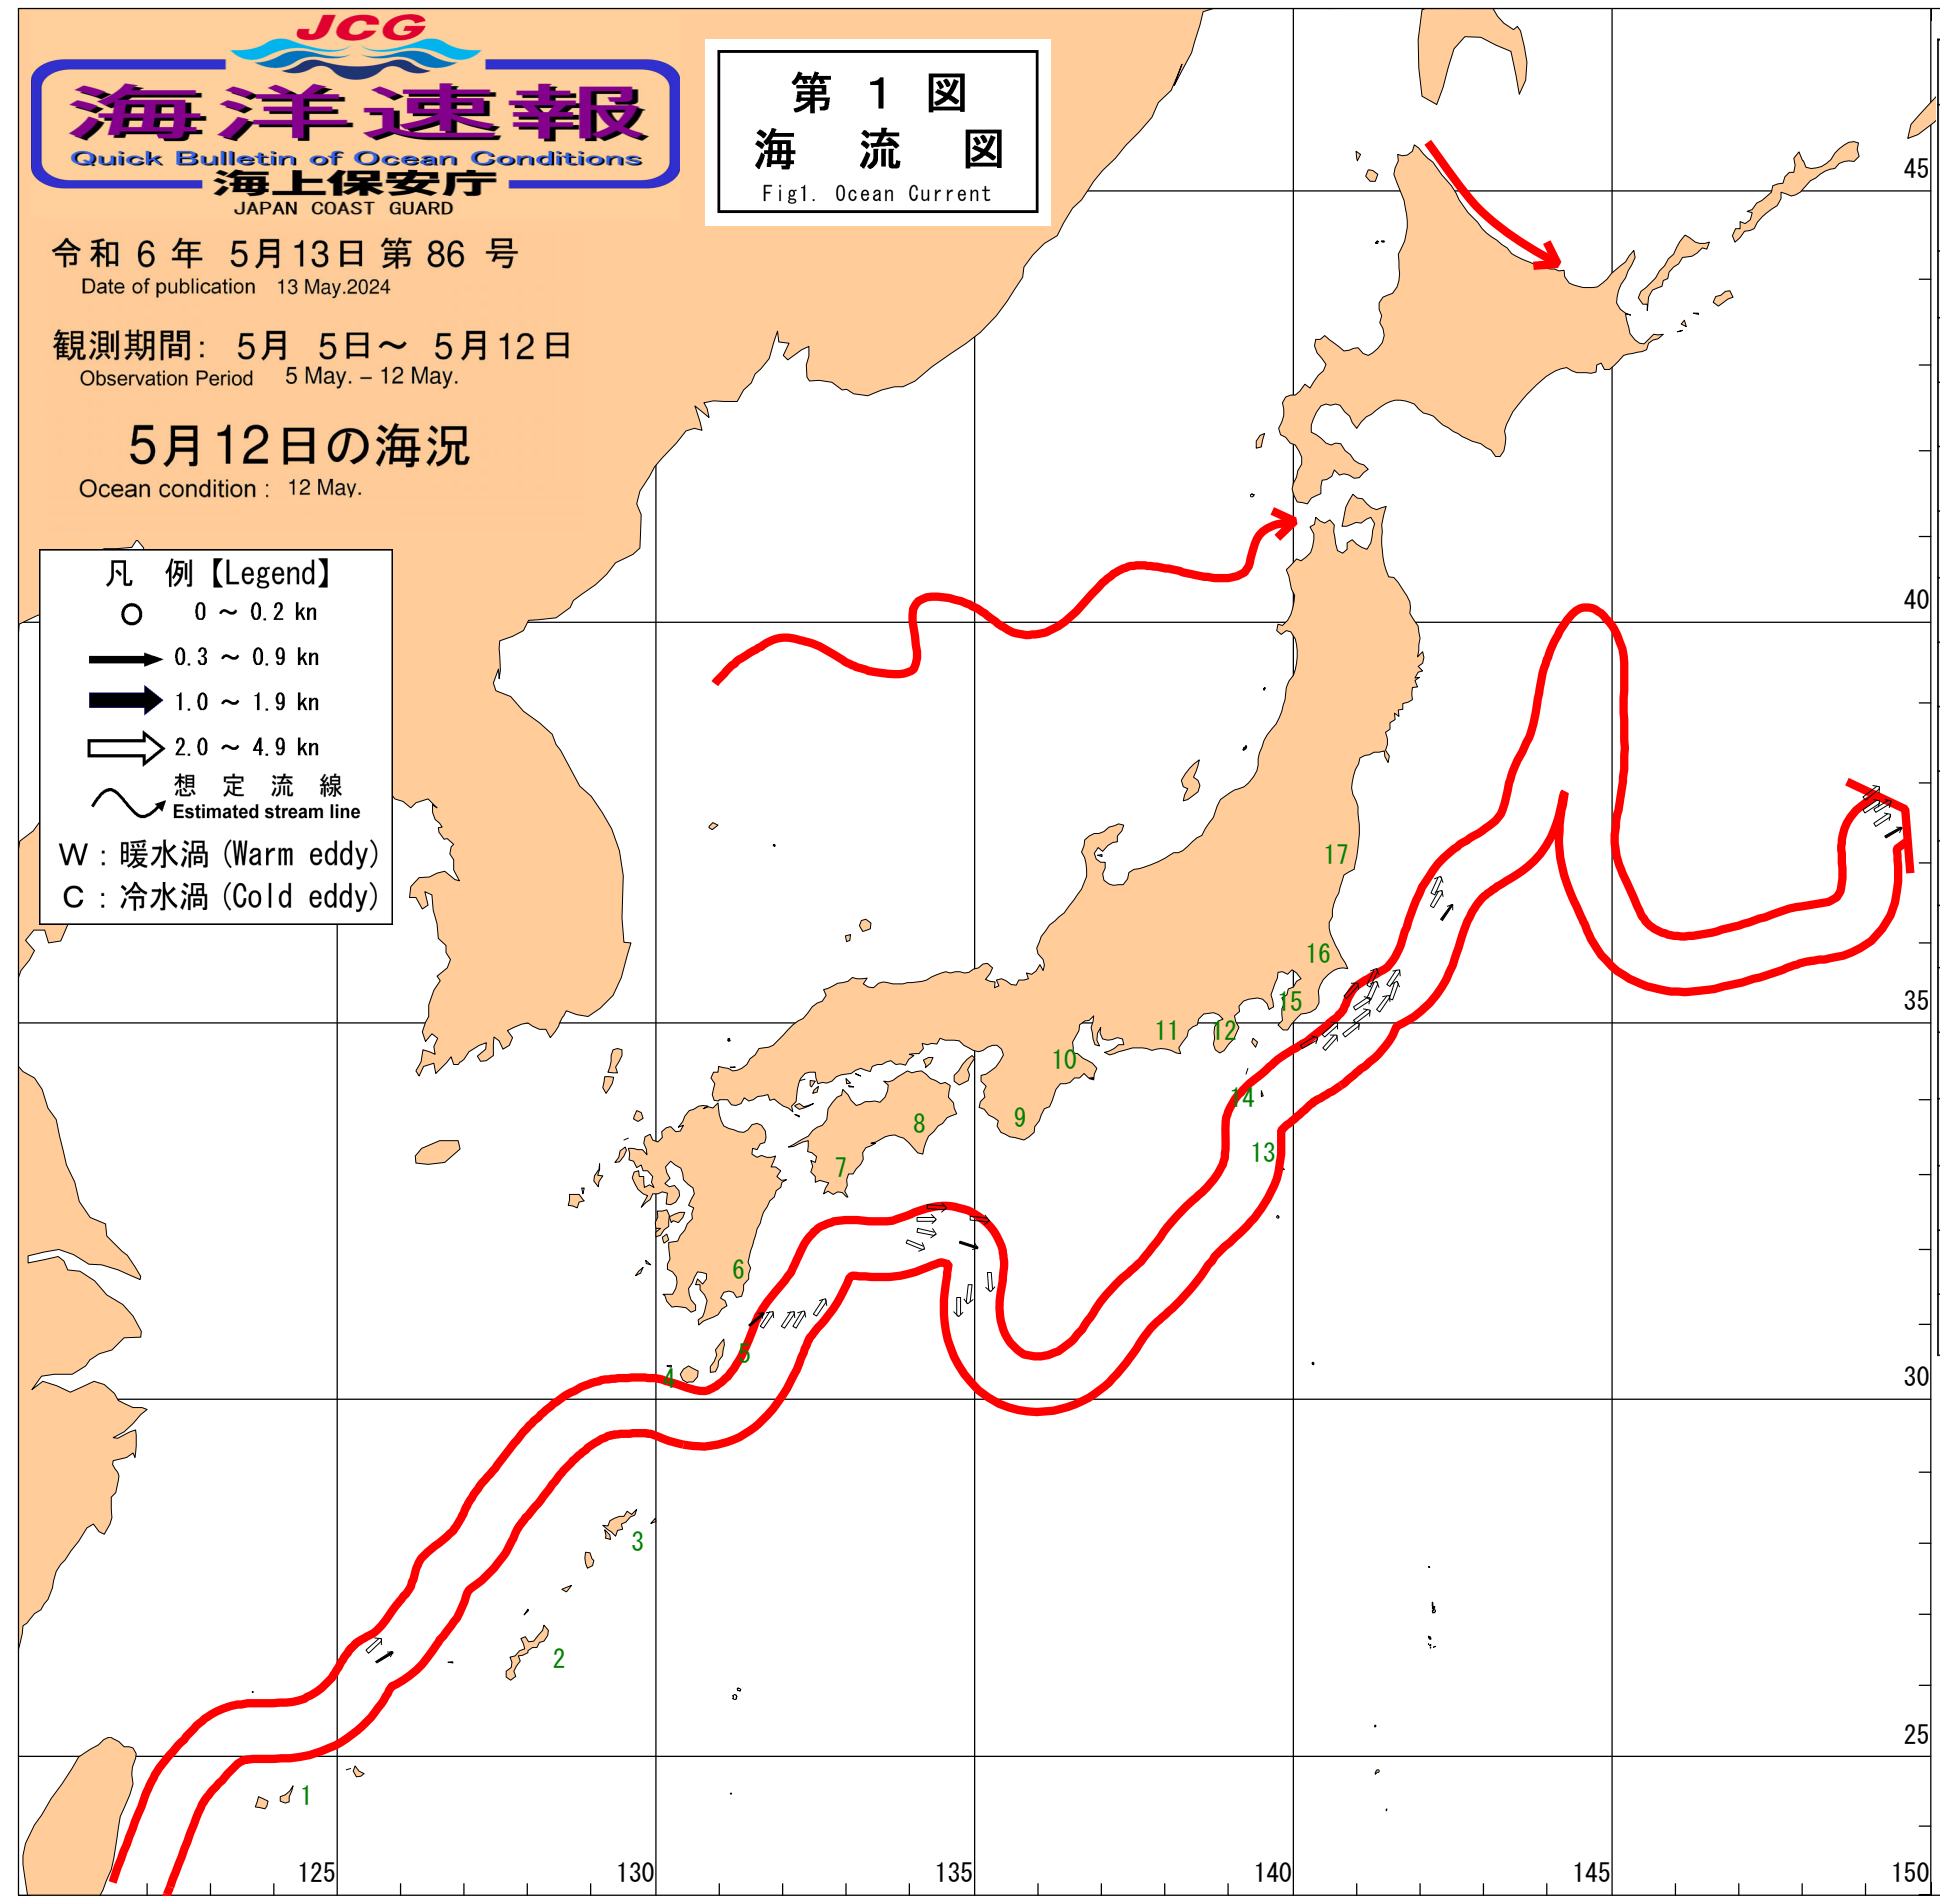 JCG
海洋速報
Quick Bulletin of Ocean Conditions
海上保安庁
JAPAN COAST GUARD
令和 6 年 5月13日 第 86 号
Date of publication 13 May.2024
観測期間: 5月 5日～ 5月12日
Observation Period 5 May. – 12 May.
5月12日の海況
Ocean condition : 12 May.
第 1 図
海 流 図
Fig1. Ocean Current
凡 例【Legend】
0 ～ 0.2 kn
0.3 ～ 0.9 kn
1.0 ～ 1.9 kn
2.0 ～ 4.9 kn
想 定 流 線
Estimated stream line
W : 暖水渦 (Warm eddy)
C : 冷水渦 (Cold eddy)
45
40
17
16
35
15
12
11
10
14
9
8
13
7
6
5
4
30
3
2
25
1
125
130
135
140
145
150